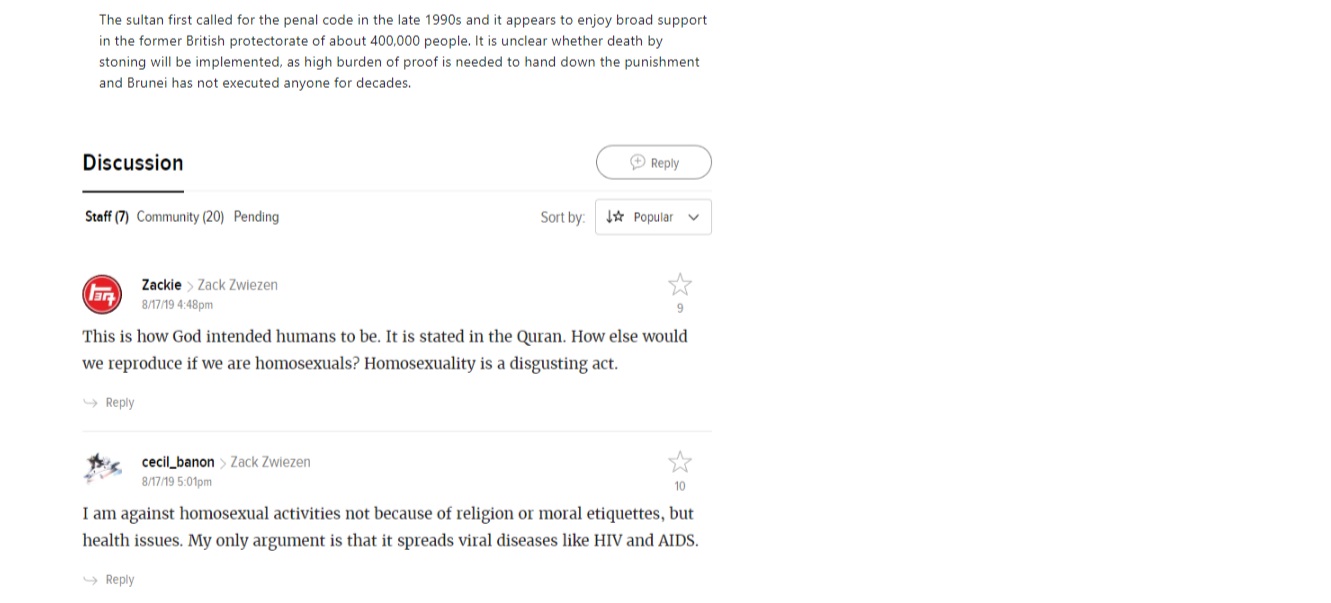 The sultan first called for the penal code in the late 1990s and it appears to enjoy broad support
in the former British protectorate of about 400,000 people. It is unclear whether death by
stoning will be implemented, as high burden of proof is needed to hand down the punishment
and Brunei has not executed anyone for decades.
Discussion
Reply
Staff (7) Community (20) Pending
Sort by: Popular
Zackie > Zack Zwiezen
8/17/19 4:48pm
9
This is how God intended humans to be. It is stated in the Quran. How else would
we reproduce if we are homosexuals? Homosexuality is a disgusting act.
Reply
cecil_banon > Zack Zwiezen
8/17/19 5:01pm
10
I am against homosexual activities not because of religion or moral etiquettes, but
health issues. My only argument is that it spreads viral diseases like HIV and AIDS.
Reply